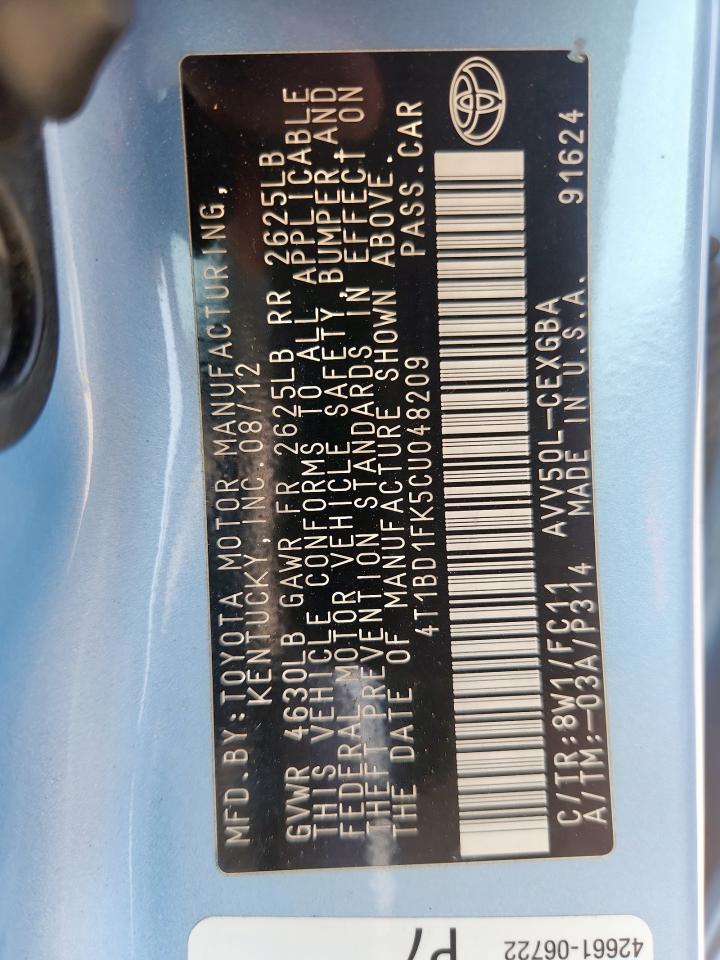 MFD.BY:TOYOTA MOTOR MANUFACTURING,
KENTUCKY,INC.08/12
GVWR 4630LB GAWR FR 2625LB RR 2625LB
THIS VEHICLE CONFORMS TO ALL APPLICABLE
FEDERAL MOTOR VEHICLE SAFETY, BUMPER, AND
THEFT PREVENTION STANDARDS IN EFFECT ON
THE DATE OF MANUFACTURE SHOWN ABOVE.
4T1BD1FK5CU048209 PASS.CAR
C/TR:8W1/FC11 AVV50L-CEXGBA
A/TM:-03A/P314 MADE IN U.S.A. 91624
42661-06722
P7